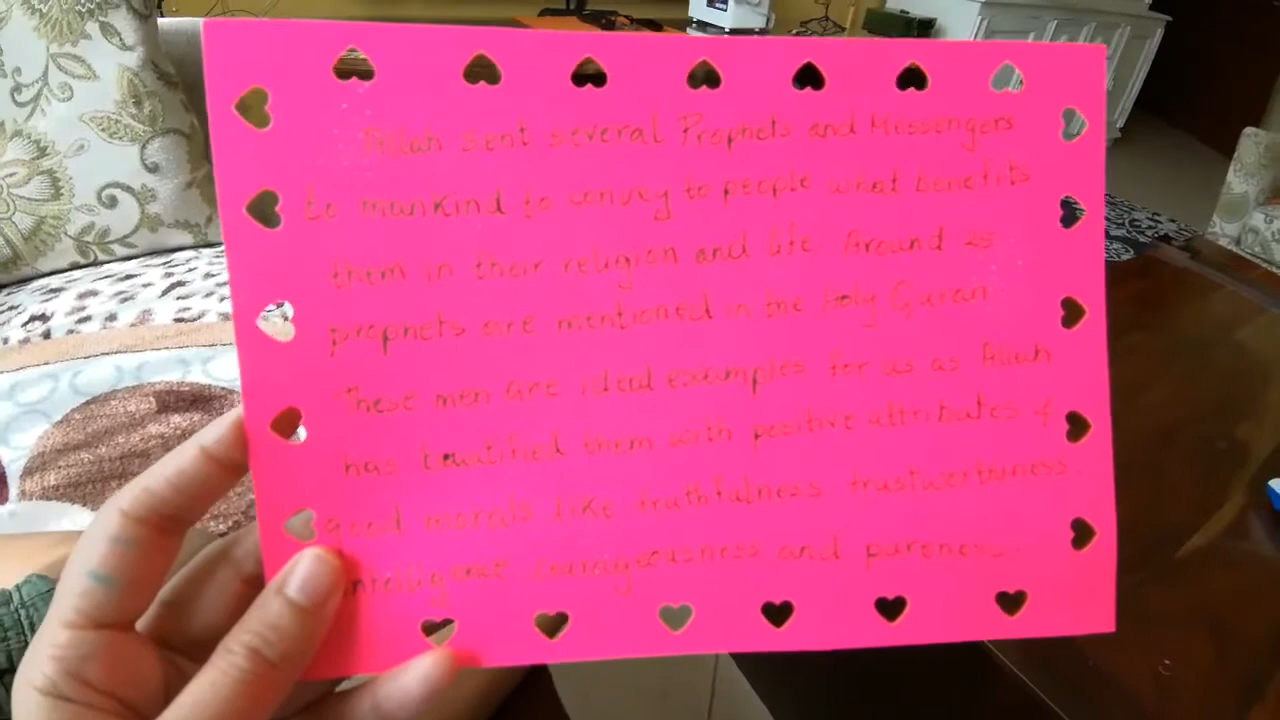 Allah sent several Prophets and Messengers
to mankind to convey to people what benefits
them in their religion and life. Around 25
prophets are mentioned in the Holy Quran.
These men are ideal examples for us as Allah
has beautified them with positive attributes &
good morals like truthfulness trustworthiness.
intelligence courageousness and pureness.